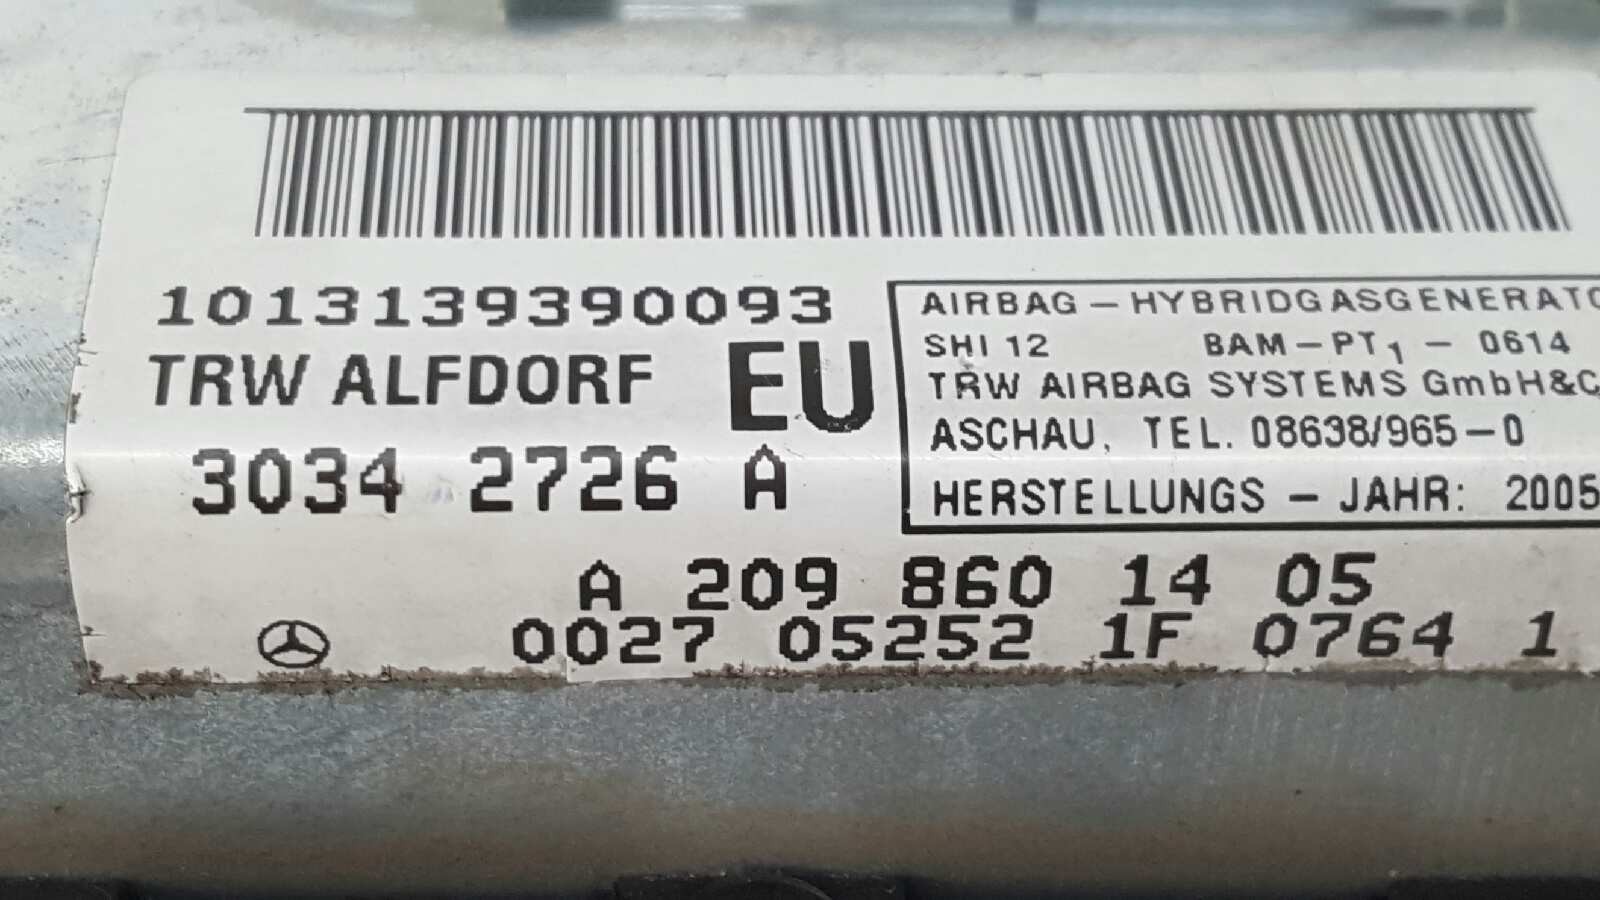 1013139390093
TRW ALFDORF EU
3034 2726 A
AIRBAG – HYBRIDGASGENERATO
SHI 12 BAM – PT1 – 0614
TRW AIRBAG SYSTEMS GmbH&C
ASCHAU, TEL. 08638/965–0
HERSTELLUNGS – JAHR: 2005
A 209 860 14 05
0027 05252 1F 0764 1